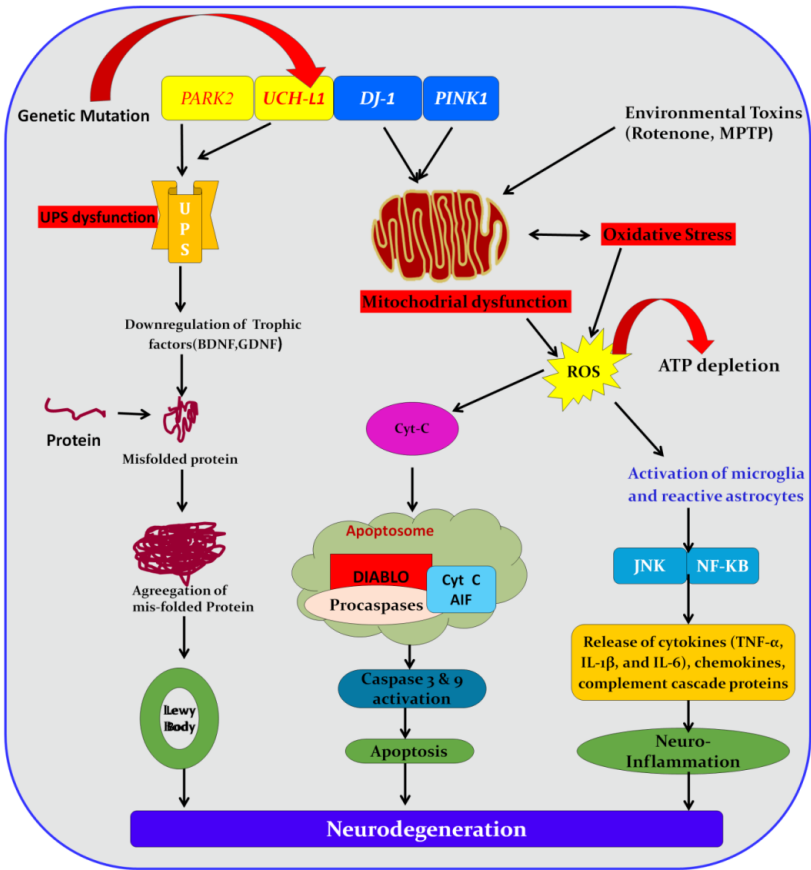 Genetic Mutation
PARK2
UCH-L1
DJ-1
PINK1
Environmental Toxins
(Rotenone, MPTP)
UPS dysfunction
U
P
S
Oxidative Stress
Mitochodrial dysfunction
Downregulation of Trophic
factors(BDNF,GDNF)
ROS
ATP depletion
Protein
Misfolded protein
Cyt-C
Activation of microglia
and reactive astrocytes
Apoptosome
DIABLO
Procaspases
Cyt C
AIF
JNK
NF-KB
Agreegation of
mis-folded Protein
Release of cytokines (TNF-α,
IL-1β, and IL-6), chemokines,
complement cascade proteins
Caspase 3 & 9
activation
Lewy
Body
Apoptosis
Neuro-
Inflammation
Neurodegeneration